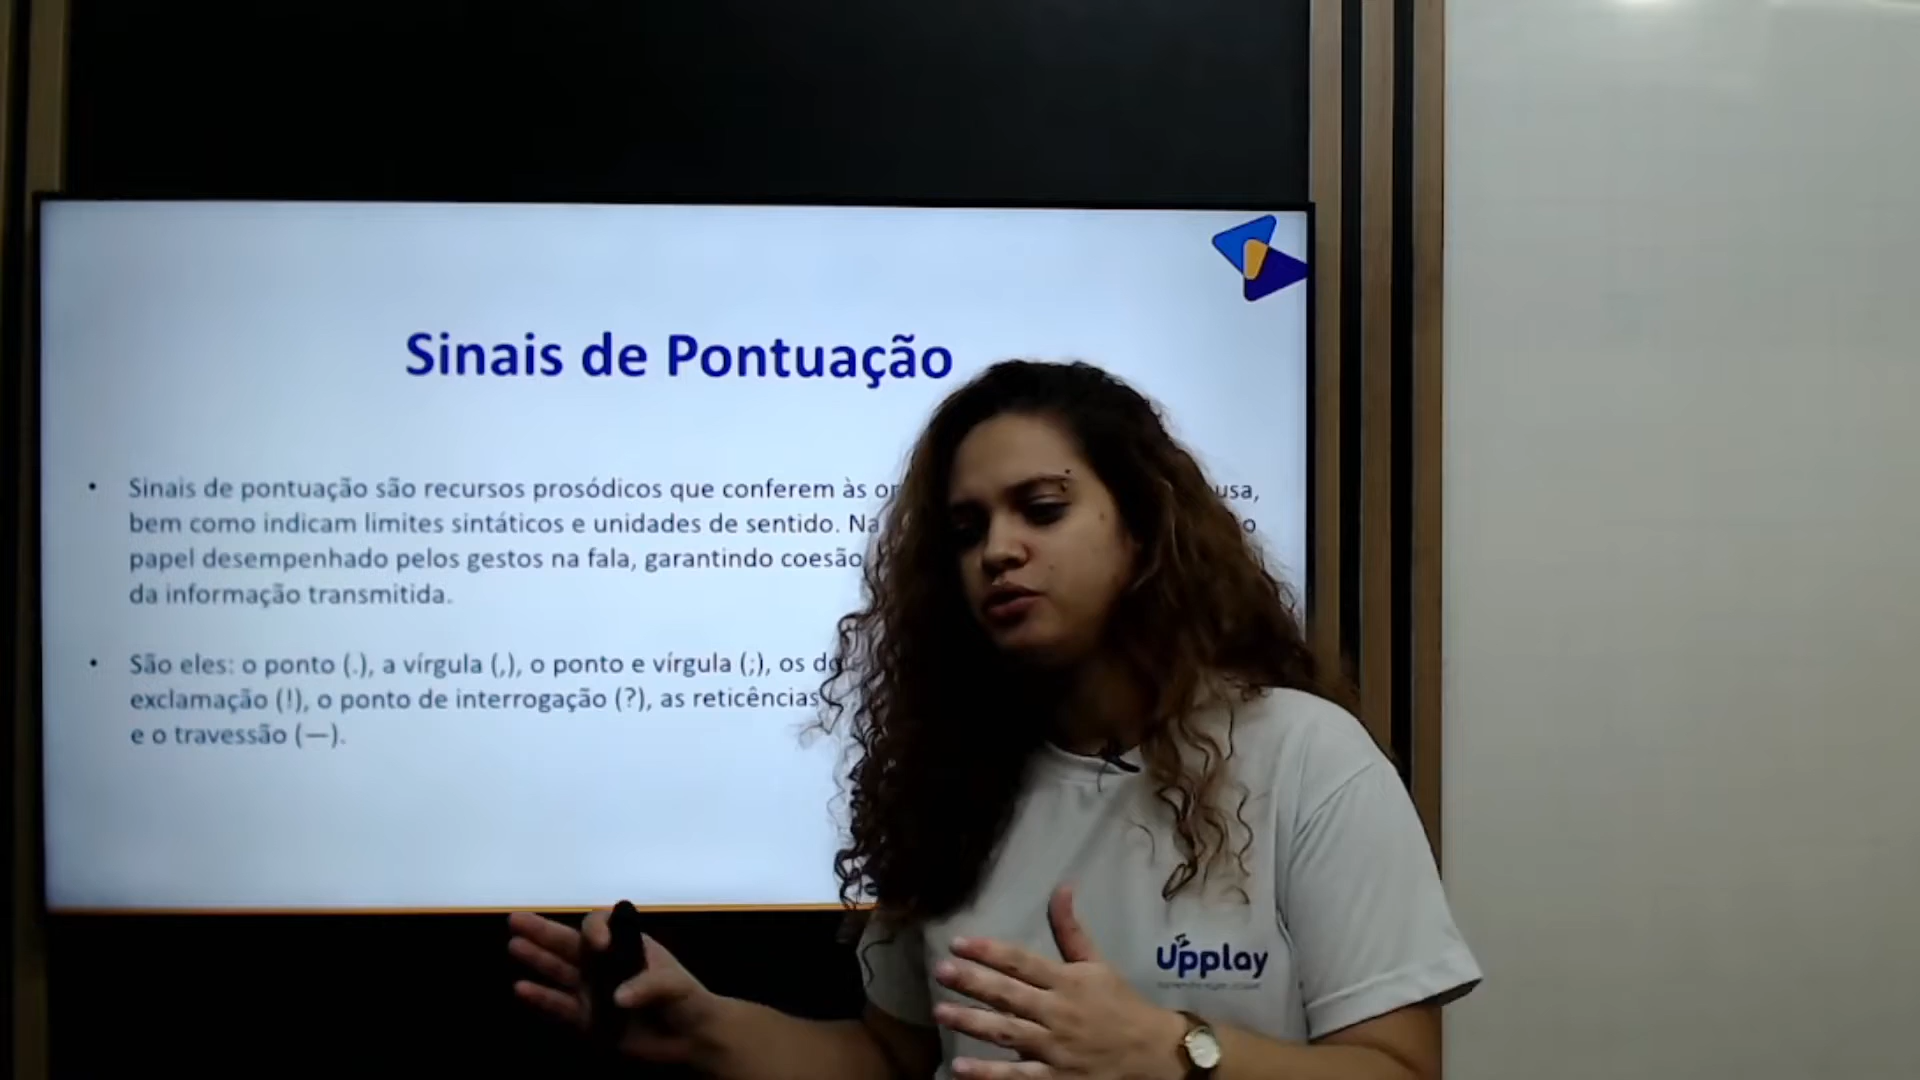 Sinais de Pontuação
• Sinais de pontuação são recursos prosódicos que conferem às
bem como indicam limites sintáticos e unidades de sentido. Na
papel desempenhado pelos gestos na fala, garantindo coesão
da informação transmitida.
• São eles: o ponto (.), a vírgula (,), o ponto e vírgula (;), os
exclamação (!), o ponto de interrogação (?), as reticências
e o travessão (—).
Upplay